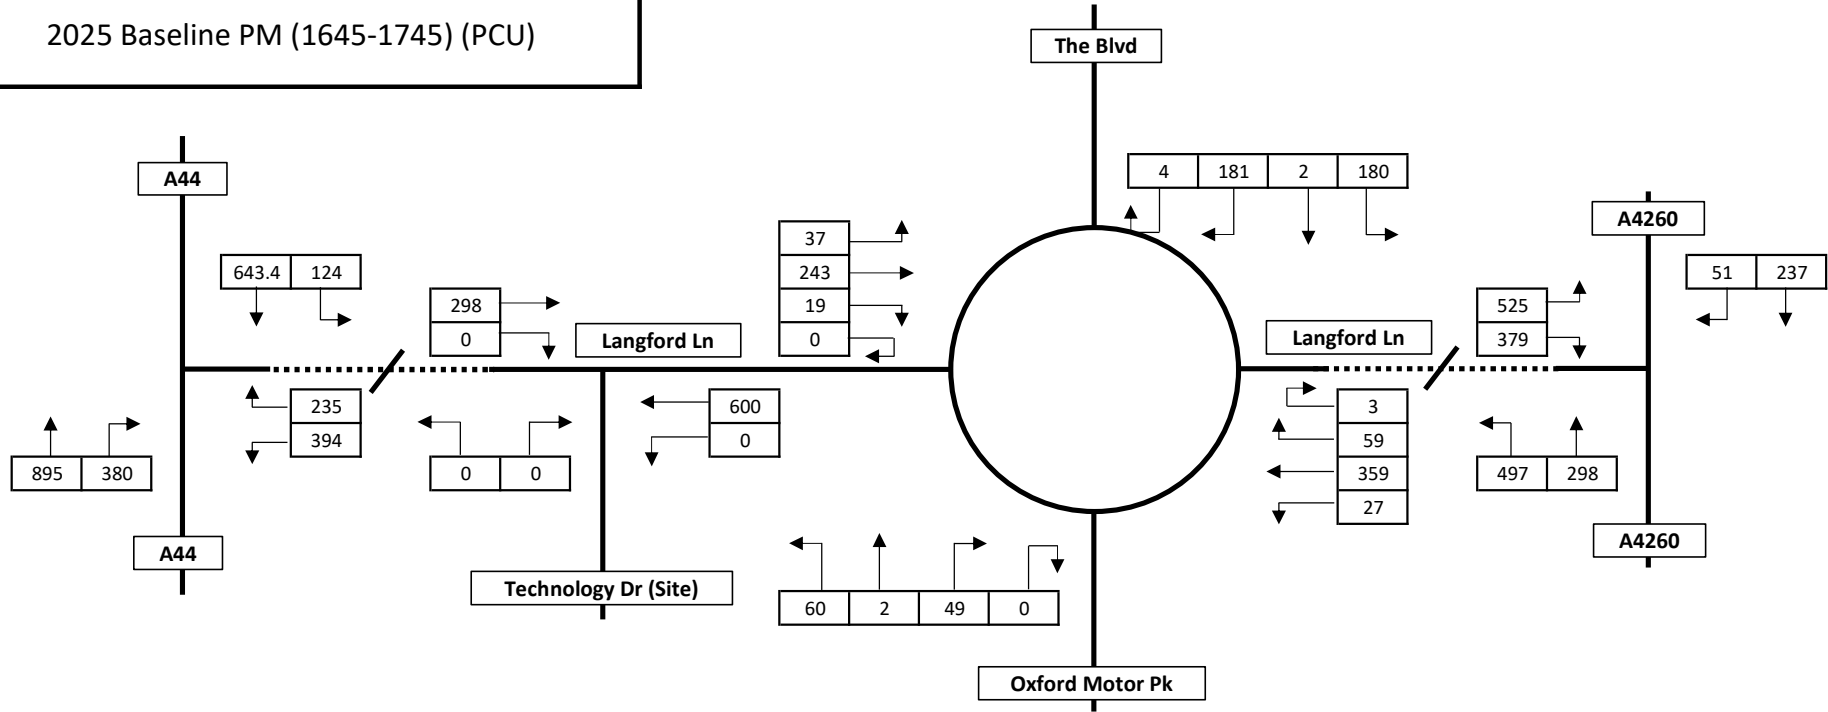 2025 Baseline PM (1645-1745) (PCU)
The Blvd
A44
4 181 2 180
A4260
37
243
19
0
643.4 124
51 237
298
0
525
379
Langford Ln
Langford Ln
235
394
600
0
3
59
359
27
895 380
0 0
497 298
A44
A4260
Technology Dr (Site)
60 2 49 0
Oxford Motor Pk